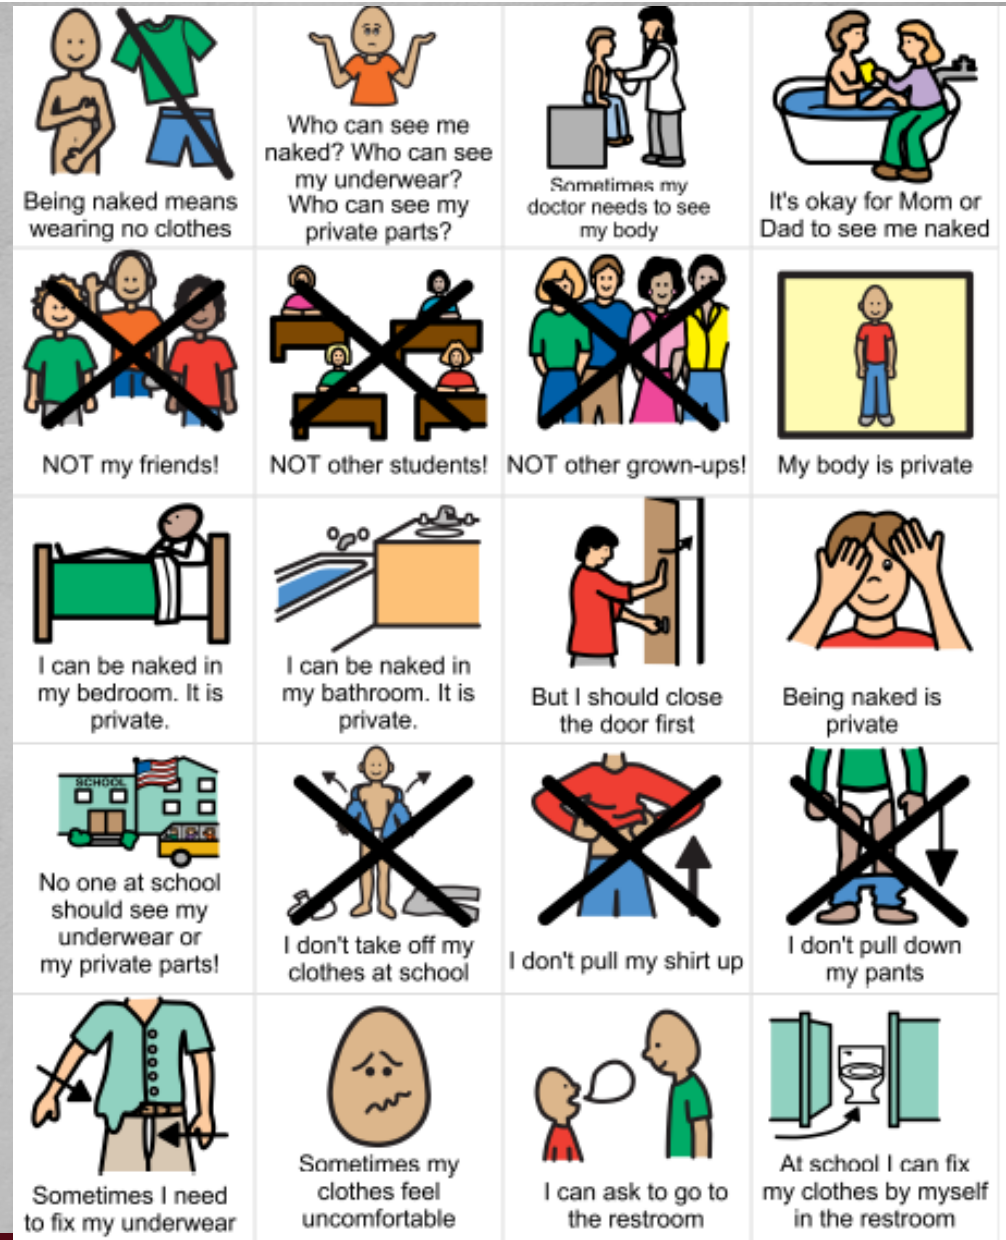 Being naked means
wearing no clothes
Who can see me
naked? Who can see
my underwear?
Who can see my
private parts?
Sometimes my
doctor needs to see
my body
It's okay for Mom or
Dad to see me naked
NOT my friends!
NOT other students!
NOT other grown-ups!
My body is private
I can be naked in
my bedroom. It is
private.
I can be naked in
my bathroom. It is
private.
But I should close
the door first
Being naked is
private
SCHOOL
No one at school
should see my
underwear or
my private parts!
I don't take off my
clothes at school
I don't pull my shirt up
I don't pull down
my pants
Sometimes I need
to fix my underwear
Sometimes my
clothes feel
uncomfortable
I can ask to go to
the restroom
At school I can fix
my clothes by myself
in the restroom